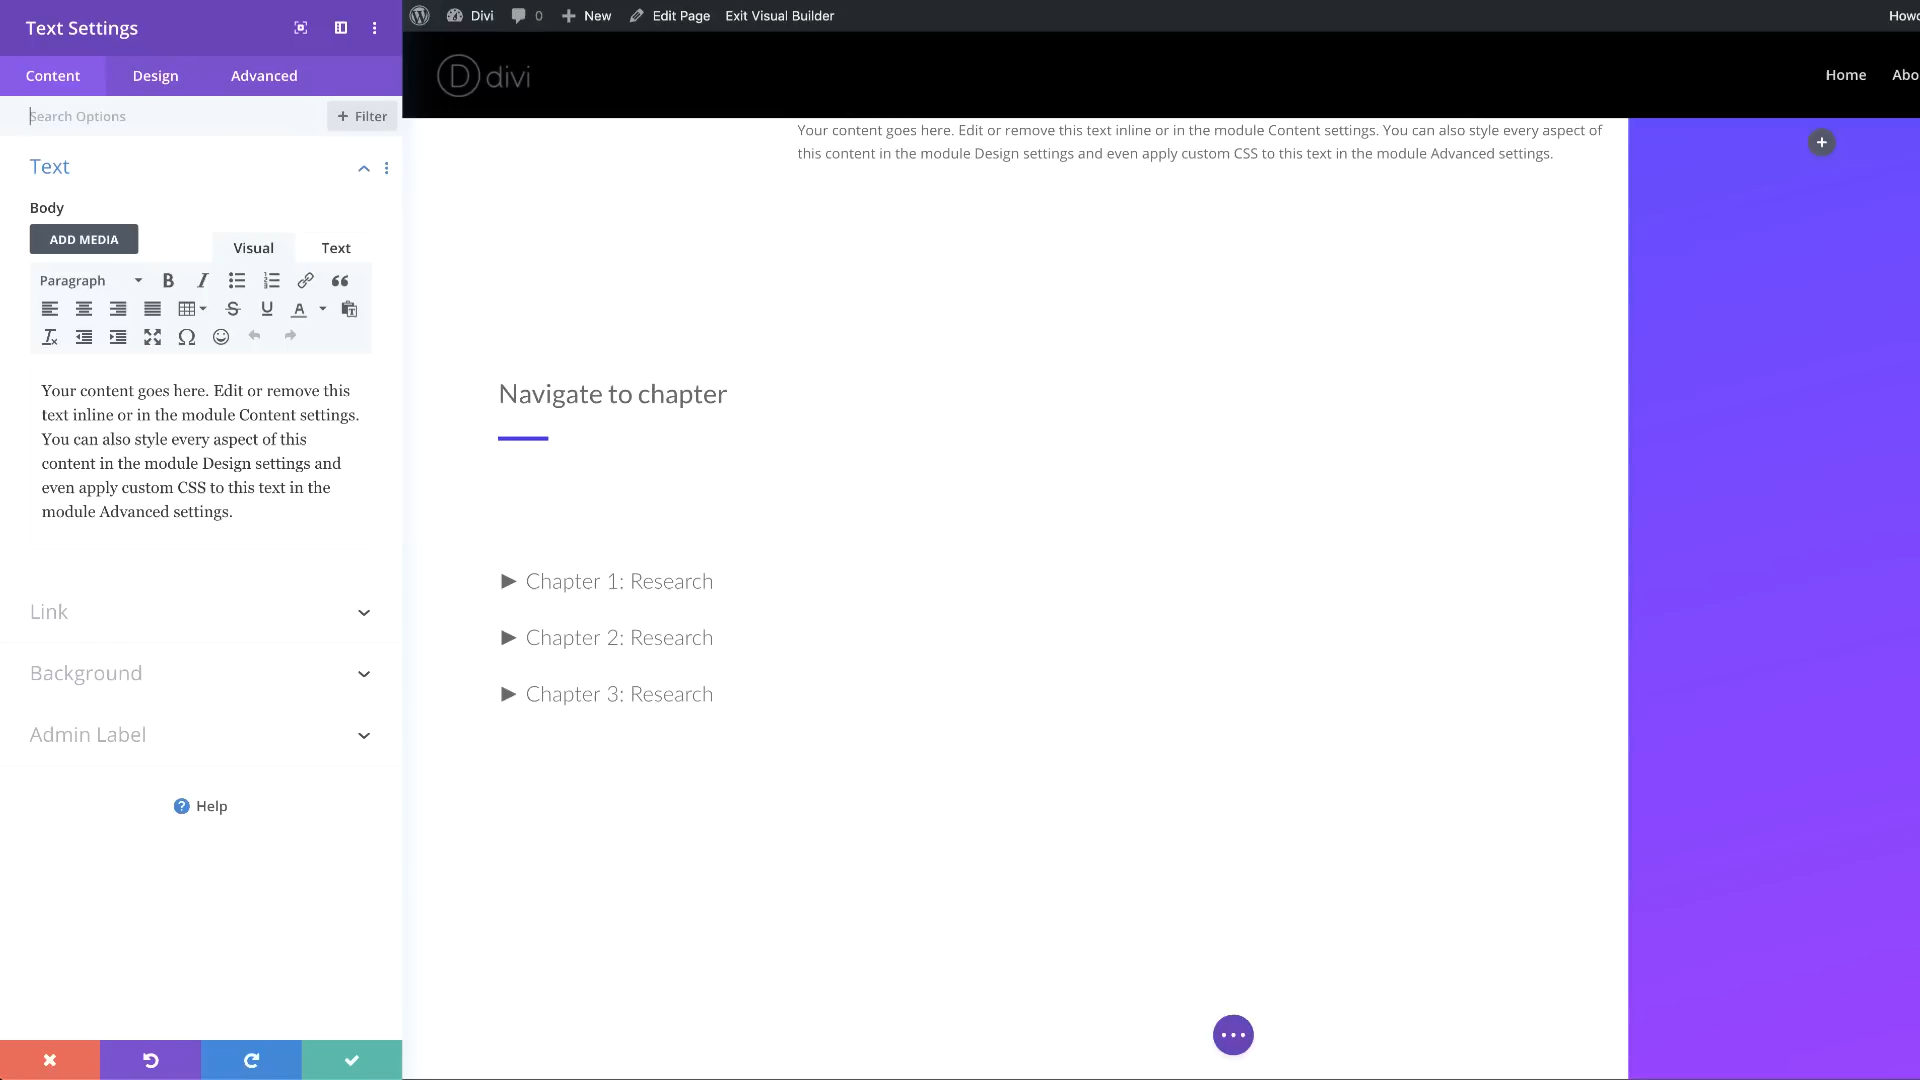 Text Settings
Content
Design
Advanced
Search Options
+ Filter
Text
Body
ADD MEDIA
Visual
Text
Paragraph
Your content goes here. Edit or remove this
text inline or in the module Content settings.
You can also style every aspect of this
content in the module Design settings and
even apply custom CSS to this text in the
module Advanced settings.
Link
Background
Admin Label
Help
Divi
0
New
Edit Page
Exit Visual Builder
Howd
divi
Home
Abo
Your content goes here. Edit or remove this text inline or in the module Content settings. You can also style every aspect of
this content in the module Design settings and even apply custom CSS to this text in the module Advanced settings.
Navigate to chapter
Chapter 1: Research
Chapter 2: Research
Chapter 3: Research